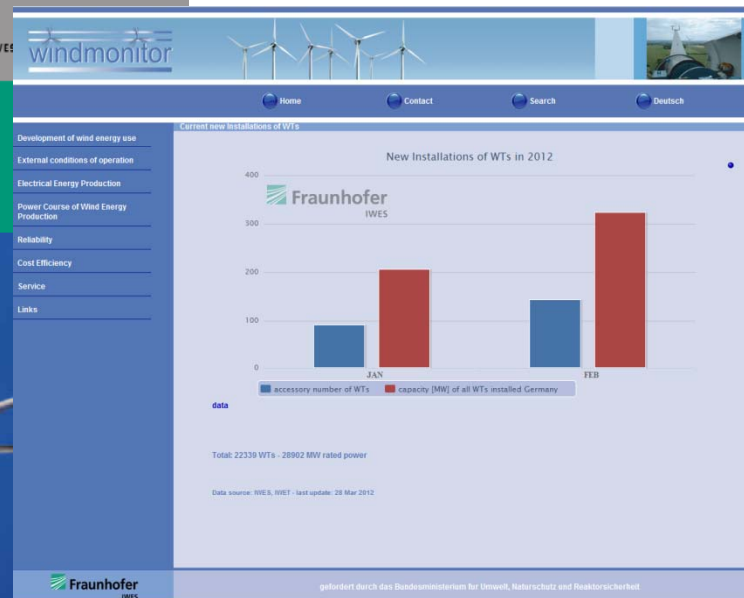 windmonitor
Home
Contact
Search
Deutsch
Current new Installations of WTs
Development of wind energy use
External conditions of operation
Electrical Energy Production
Power Course of Wind Energy
Production
Reliability
Cost Efficiency
Service
Links
New Installations of WTs in 2012
400
Fraunhofer
IWES
300
200
100
0
JAN
FEB
accessory number of WTs
capacity [MW] of all WTs installed Germany
data
Total: 22339 WTs - 28902 MW rated power
Data source: IWES, IWET - last update: 28 Mar 2012
Fraunhofer
IWES
gefordert durch das Bundesministerium fur Umwelt, Naturschutz und Reaktorsicherheit